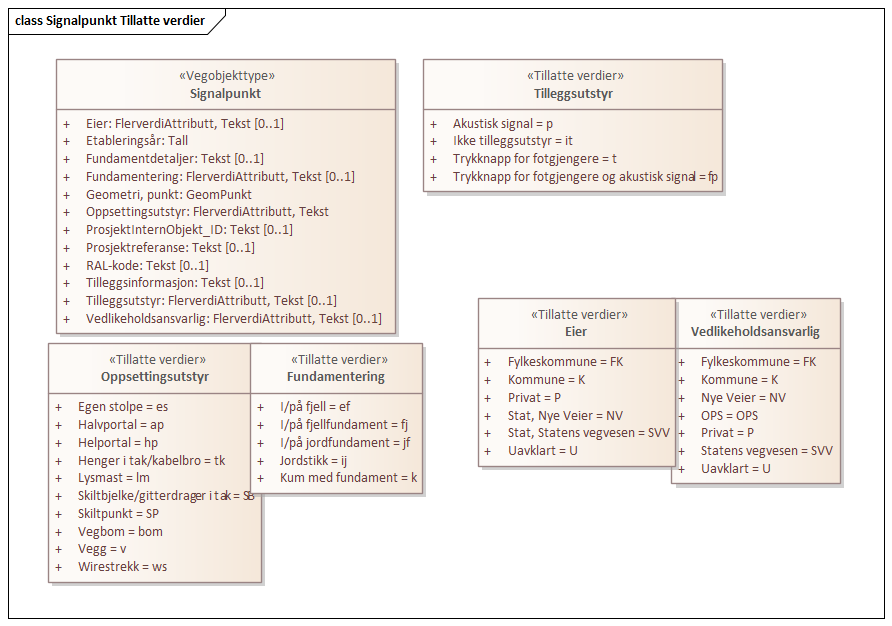 class Signalpunkt Tillatte verdier
«Vegobjekttype»
Signalpunkt
+ Eier: FlerverdiAttributt, Tekst [0..1]
+ Etableringsår: Tall
+ Fundamentdetaljer: Tekst [0..1]
+ Fundamentering: FlerverdiAttributt, Tekst [0..1]
+ Geometri, punkt: GeomPunkt
+ Oppsettingsutstyr: FlerverdiAttributt, Tekst
+ ProsjektInternObjekt_ID: Tekst [0..1]
+ Prosjektreferanse: Tekst [0..1]
+ RAL-kode: Tekst [0..1]
+ Tilleggsinformasjon: Tekst [0..1]
+ Tilleggsutstyr: FlerverdiAttributt, Tekst [0..1]
+ Vedlikeholdsansvarlig: FlerverdiAttributt, Tekst [0..1]
«Tillatte verdier»
Tilleggsutstyr
+ Akustisk signal = p
+ Ikke tilleggsutstyr = it
+ Trykknapp for fotgjengere = t
+ Trykknapp for fotgjengere og akustisk signal = fp
«Tillatte verdier»
Oppsettingsutstyr
+ Egen stolpe = es
+ Halvportal = ap
+ Helportal = hp
+ Henger i tak/kabelbro = tk
+ Lysmast = lm
+ Skiltbjelke/gitterdrager i tak = SB
+ Skiltpunkt = SP
+ Vegbom = bom
+ Vegg = v
+ Wirestrekk = ws
«Tillatte verdier»
Fundamentering
+ I/på fjell = ef
+ I/på fjellfundament = fj
+ I/på jordfundament = jf
+ Jordstikk = ij
Kum med fundament = k
«Tillatte verdier»
Eier
+ Fylkeskommune = FK
+ Kommune = K
+ Privat = P
+ Stat, Nye Veier = NV
+ Stat, Statens vegvesen = SVV
+ Uavklart = U
«Tillatte verdier»
Vedlikeholdsansvarlig
+ Fylkeskommune = FK
+ Kommune = K
+ Nye Veier = NV
+ OPS = OPS
+ Privat = P
+ Statens vegvesen = SVV
+ Uavklart = U